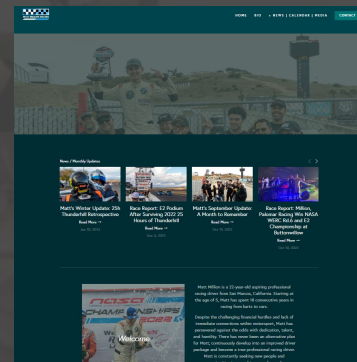 HOME BIO + NEWS | CALENDAR | MEDIA CONTACT
News / Monthly Updates
Matt's Winter Update: 25h
Thunderhill Retrospective
Read More →
Race Report: E2 Podium
After Surviving 2022 25
Hours of Thunderhill
Read More →
Matt's September Update:
A Month to Remember
Read More →
Race Report: Million,
Palomar Racing Win NASA
WERC Rd.6 and E2
Championship at
Buttonwillow
Read More →
nasa
CHAMPIONSHIPS
Welcome
Matt Million is a 22-year-old aspiring professional
racing driver from San Marcos, California. Starting at
the age of 5, Matt has spent 16 consecutive years in
racing from karts to cars.
Despite the challenging financial hurdles and lack of
immediate connections within motorsport, Matt has
persevered against the odds with dedication, talent,
and humility. There has never been an alternative plan
for Matt; continuously develop into an improved driver
package and become a true professional racing driver.
Matt is constantly seeking new people and